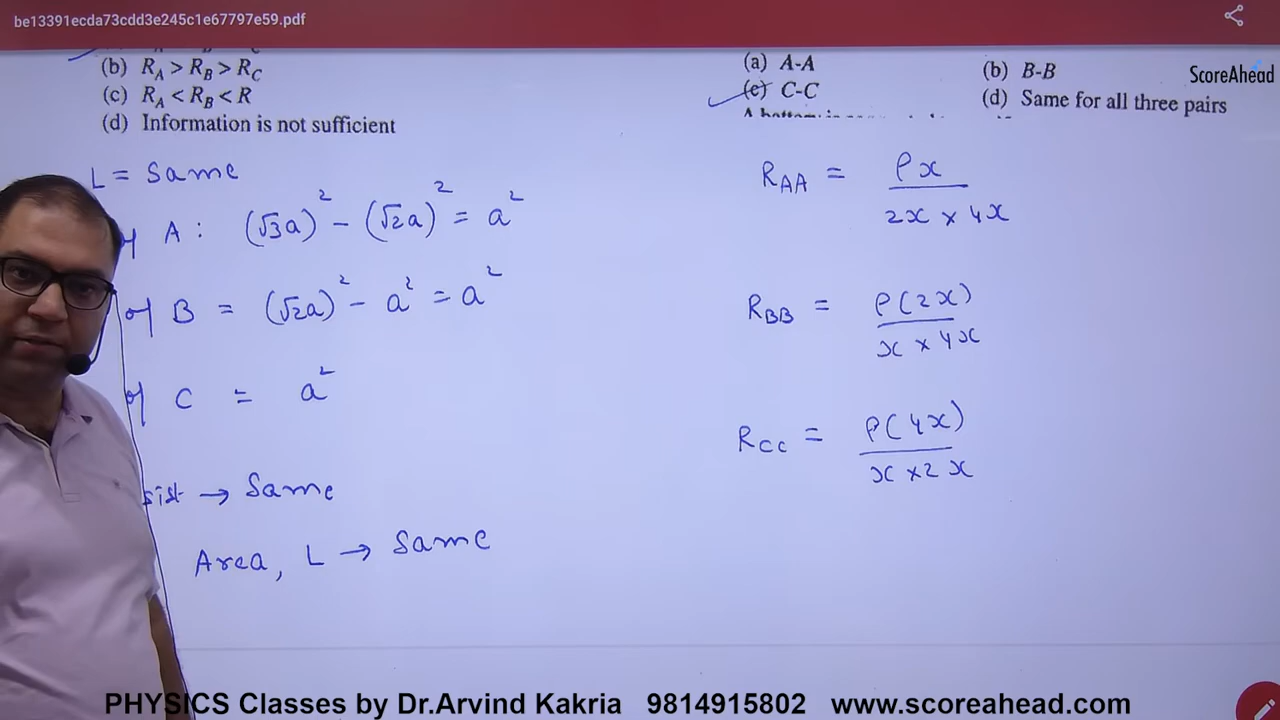 be13391ecda73cdd3e245c1e67797e59.pdf
(b) R_A > R_B > R_C
(c) R_A < R_B < R
(d) Information is not sufficient
(a) A-A
(b) B-B
(c) C-C
(d) Same for all three pairs
ScoreAhead
L = Same
of A : (√3a)² − (√2a)² = a²
of B = (√2a)² − a² = a²
of C = a²
sist → Same
Area, L → Same
R_AA = ρx / 2x × 4x
R_BB = ρ(2x) / x × 4x
R_CC = ρ(4x) / x × 2x
PHYSICS Classes by Dr.Arvind Kakria 9814915802 www.scoreahead.com